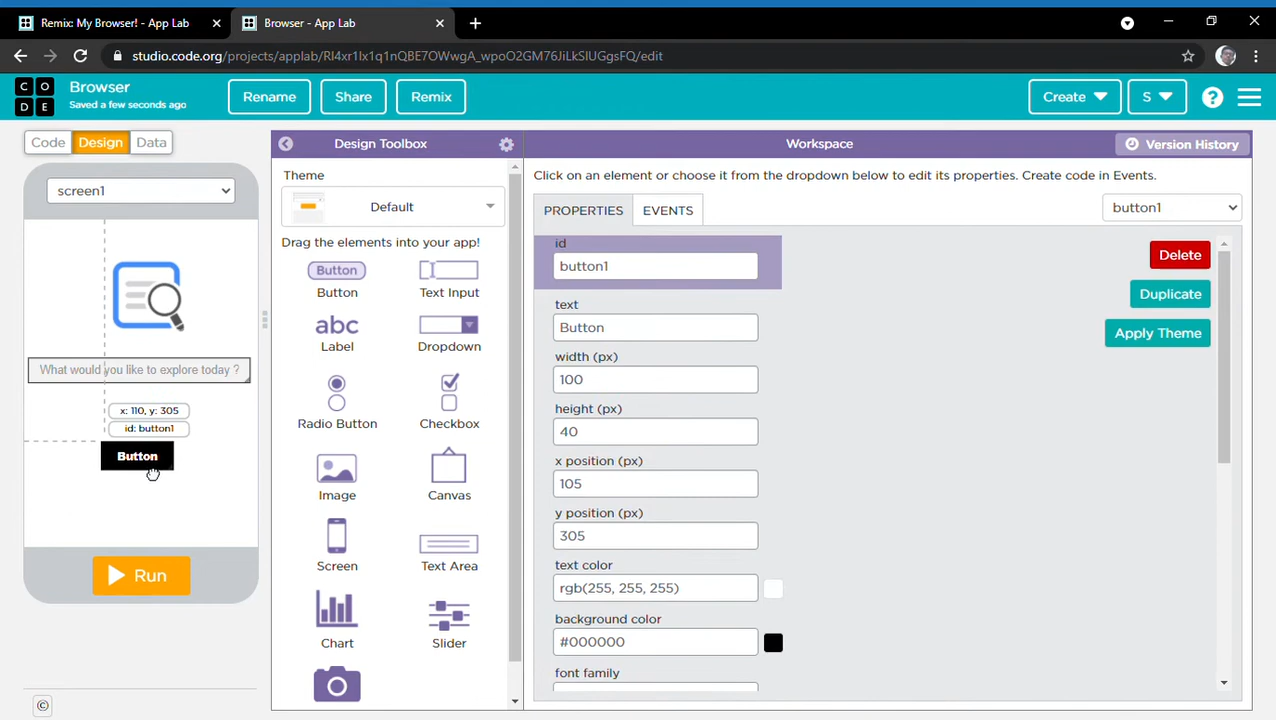 Remix: My Browser! - App Lab
Browser - App Lab
studio.code.org/projects/applab/RI4xr1Ix1q1nQBE7OWwgA_wpoO2GM76JiLkSIUGgsFQ/edit
C O
D E
Browser
Saved a few seconds ago
Rename
Share
Remix
Create
S
?
Code
Design
Data
Design Toolbox
Workspace
Version History
screen1
Theme
Default
Drag the elements into your app!
Button
Button
Text Input
abc
Label
Dropdown
Radio Button
Checkbox
Image
Canvas
Screen
Text Area
Chart
Slider
Click on an element or choose it from the dropdown below to edit its properties. Create code in Events.
PROPERTIES
EVENTS
button1
id
button1
text
Button
width (px)
100
height (px)
40
x position (px)
105
y position (px)
305
text color
rgb(255, 255, 255)
background color
#000000
font family
Delete
Duplicate
Apply Theme
What would you like to explore today ?
x: 110, y: 305
id: button1
Button
Run
©